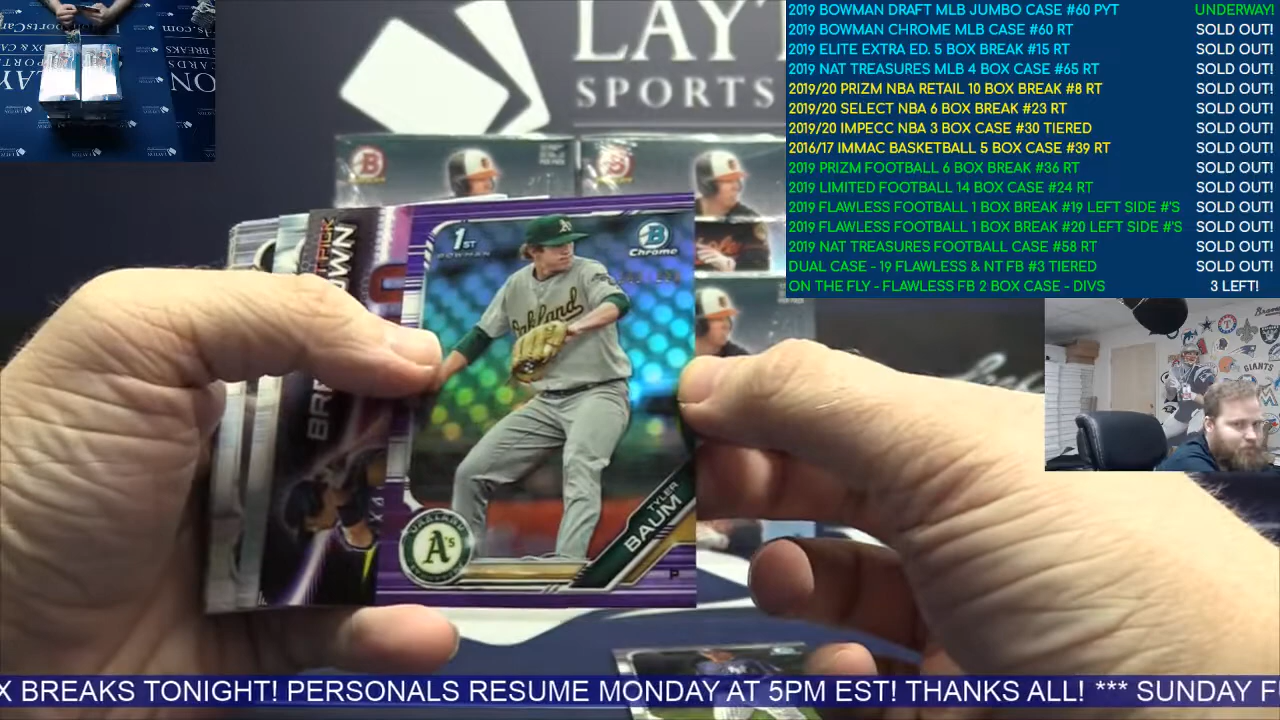 2019 BOWMAN DRAFT MLB JUMBO CASE #60 PYT UNDERWAY!
2019 BOWMAN CHROME MLB CASE #60 RT SOLD OUT!
2019 ELITE EXTRA ED. 5 BOX BREAK #15 RT SOLD OUT!
2019 NAT TREASURES MLB 4 BOX CASE #65 RT SOLD OUT!
2019/20 PRIZM NBA RETAIL 10 BOX BREAK #8 RT SOLD OUT!
2019/20 SELECT NBA 6 BOX BREAK #23 RT SOLD OUT!
2019/20 IMPECC NBA 3 BOX CASE #30 TIERED SOLD OUT!
2016/17 IMMAC BASKETBALL 5 BOX CASE #39 RT SOLD OUT!
2019 PRIZM FOOTBALL 6 BOX BREAK #36 RT SOLD OUT!
2019 LIMITED FOOTBALL 14 BOX CASE #24 RT SOLD OUT!
2019 FLAWLESS FOOTBALL 1 BOX BREAK #19 LEFT SIDE #'S SOLD OUT!
2019 FLAWLESS FOOTBALL 1 BOX BREAK #20 LEFT SIDE #'S SOLD OUT!
2019 NAT TREASURES FOOTBALL CASE #58 RT SOLD OUT!
DUAL CASE - 19 FLAWLESS & NT FB #3 TIERED SOLD OUT!
ON THE FLY - FLAWLESS FB 2 BOX CASE - DIVS 3 LEFT!
LAYT
SPORTS
1ST
BOWMAN
B
Chrome
Oakland
TYLER
BAUM
P
OAKLAND
A's
GIANTS
X BREAKS TONIGHT! PERSONALS RESUME MONDAY AT 5PM EST! THANKS ALL! *** SUNDAY F